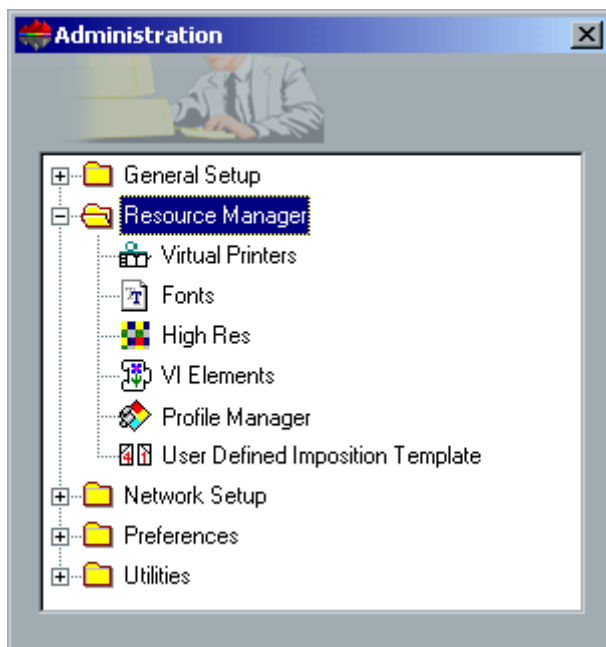 Administration
General Setup
Resource Manager
Virtual Printers
Fonts
High Res
VI Elements
Profile Manager
User Defined Imposition Template
Network Setup
Preferences
Utilities